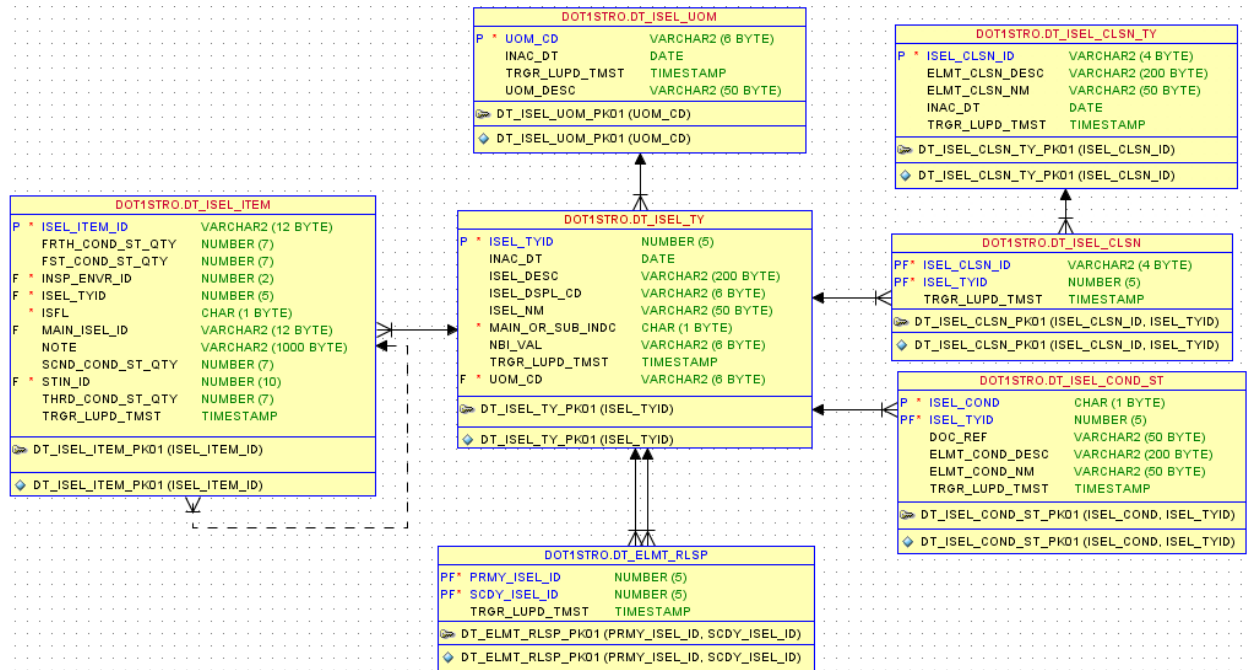 DOT1STRO.DT_ISEL_UOM
P * UOM_CD VARCHAR2 (6 BYTE)
INAC_DT DATE
TRGR_LUPD_TMST TIMESTAMP
UOM_DESC VARCHAR2 (50 BYTE)
DT_ISEL_UOM_PK01 (UOM_CD)
DT_ISEL_UOM_PK01 (UOM_CD)
DOT1STRO.DT_ISEL_CLSN_TY
P * ISEL_CLSN_ID VARCHAR2 (4 BYTE)
ELMT_CLSN_DESC VARCHAR2 (200 BYTE)
ELMT_CLSN_NM VARCHAR2 (50 BYTE)
INAC_DT DATE
TRGR_LUPD_TMST TIMESTAMP
DT_ISEL_CLSN_TY_PK01 (ISEL_CLSN_ID)
DT_ISEL_CLSN_TY_PK01 (ISEL_CLSN_ID)
DOT1STRO.DT_ISEL_ITEM
P * ISEL_ITEM_ID VARCHAR2 (12 BYTE)
FRTH_COND_ST_QTY NUMBER (7)
FST_COND_ST_QTY NUMBER (7)
F * INSP_ENVR_ID NUMBER (2)
F * ISEL_TYID NUMBER (5)
* ISFL CHAR (1 BYTE)
F MAIN_ISEL_ID VARCHAR2 (12 BYTE)
NOTE VARCHAR2 (1000 BYTE)
SCND_COND_ST_QTY NUMBER (7)
F * STIN_ID NUMBER (10)
THRD_COND_ST_QTY NUMBER (7)
TRGR_LUPD_TMST TIMESTAMP
DT_ISEL_ITEM_PK01 (ISEL_ITEM_ID)
DT_ISEL_ITEM_PK01 (ISEL_ITEM_ID)
DOT1STRO.DT_ISEL_TY
P * ISEL_TYID NUMBER (5)
INAC_DT DATE
ISEL_DESC VARCHAR2 (200 BYTE)
ISEL_DSPL_CD VARCHAR2 (6 BYTE)
ISEL_NM VARCHAR2 (50 BYTE)
* MAIN_OR_SUB_INDC CHAR (1 BYTE)
NBI_VAL VARCHAR2 (6 BYTE)
TRGR_LUPD_TMST TIMESTAMP
F * UOM_CD VARCHAR2 (6 BYTE)
DT_ISEL_TY_PK01 (ISEL_TYID)
DT_ISEL_TY_PK01 (ISEL_TYID)
DOT1STRO.DT_ISEL_CLSN
PF* ISEL_CLSN_ID VARCHAR2 (4 BYTE)
PF* ISEL_TYID NUMBER (5)
TRGR_LUPD_TMST TIMESTAMP
DT_ISEL_CLSN_PK01 (ISEL_CLSN_ID, ISEL_TYID)
DT_ISEL_CLSN_PK01 (ISEL_CLSN_ID, ISEL_TYID)
DOT1STRO.DT_ISEL_COND_ST
P * ISEL_COND CHAR (1 BYTE)
PF* ISEL_TYID NUMBER (5)
DOC_REF VARCHAR2 (50 BYTE)
ELMT_COND_DESC VARCHAR2 (200 BYTE)
ELMT_COND_NM VARCHAR2 (50 BYTE)
TRGR_LUPD_TMST TIMESTAMP
DT_ISEL_COND_ST_PK01 (ISEL_COND, ISEL_TYID)
DT_ISEL_COND_ST_PK01 (ISEL_COND, ISEL_TYID)
DOT1STRO.DT_ELMT_RLSP
PF* PRMY_ISEL_ID NUMBER (5)
PF* SCDY_ISEL_ID NUMBER (5)
TRGR_LUPD_TMST TIMESTAMP
DT_ELMT_RLSP_PK01 (PRMY_ISEL_ID, SCDY_ISEL_ID)
DT_ELMT_RLSP_PK01 (PRMY_ISEL_ID, SCDY_ISEL_ID)